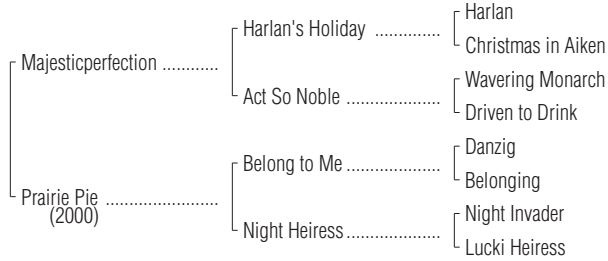 Harlan
Harlan's Holiday ..............
Christmas in Aiken
Majesticperfection ............
Wavering Monarch
Act So Noble ....................
Driven to Drink
Danzig
Belong to Me ....................
Belonging
Prairie Pie ........................
(2000)
Night Invader
Night Heiress ....................
Lucki Heiress